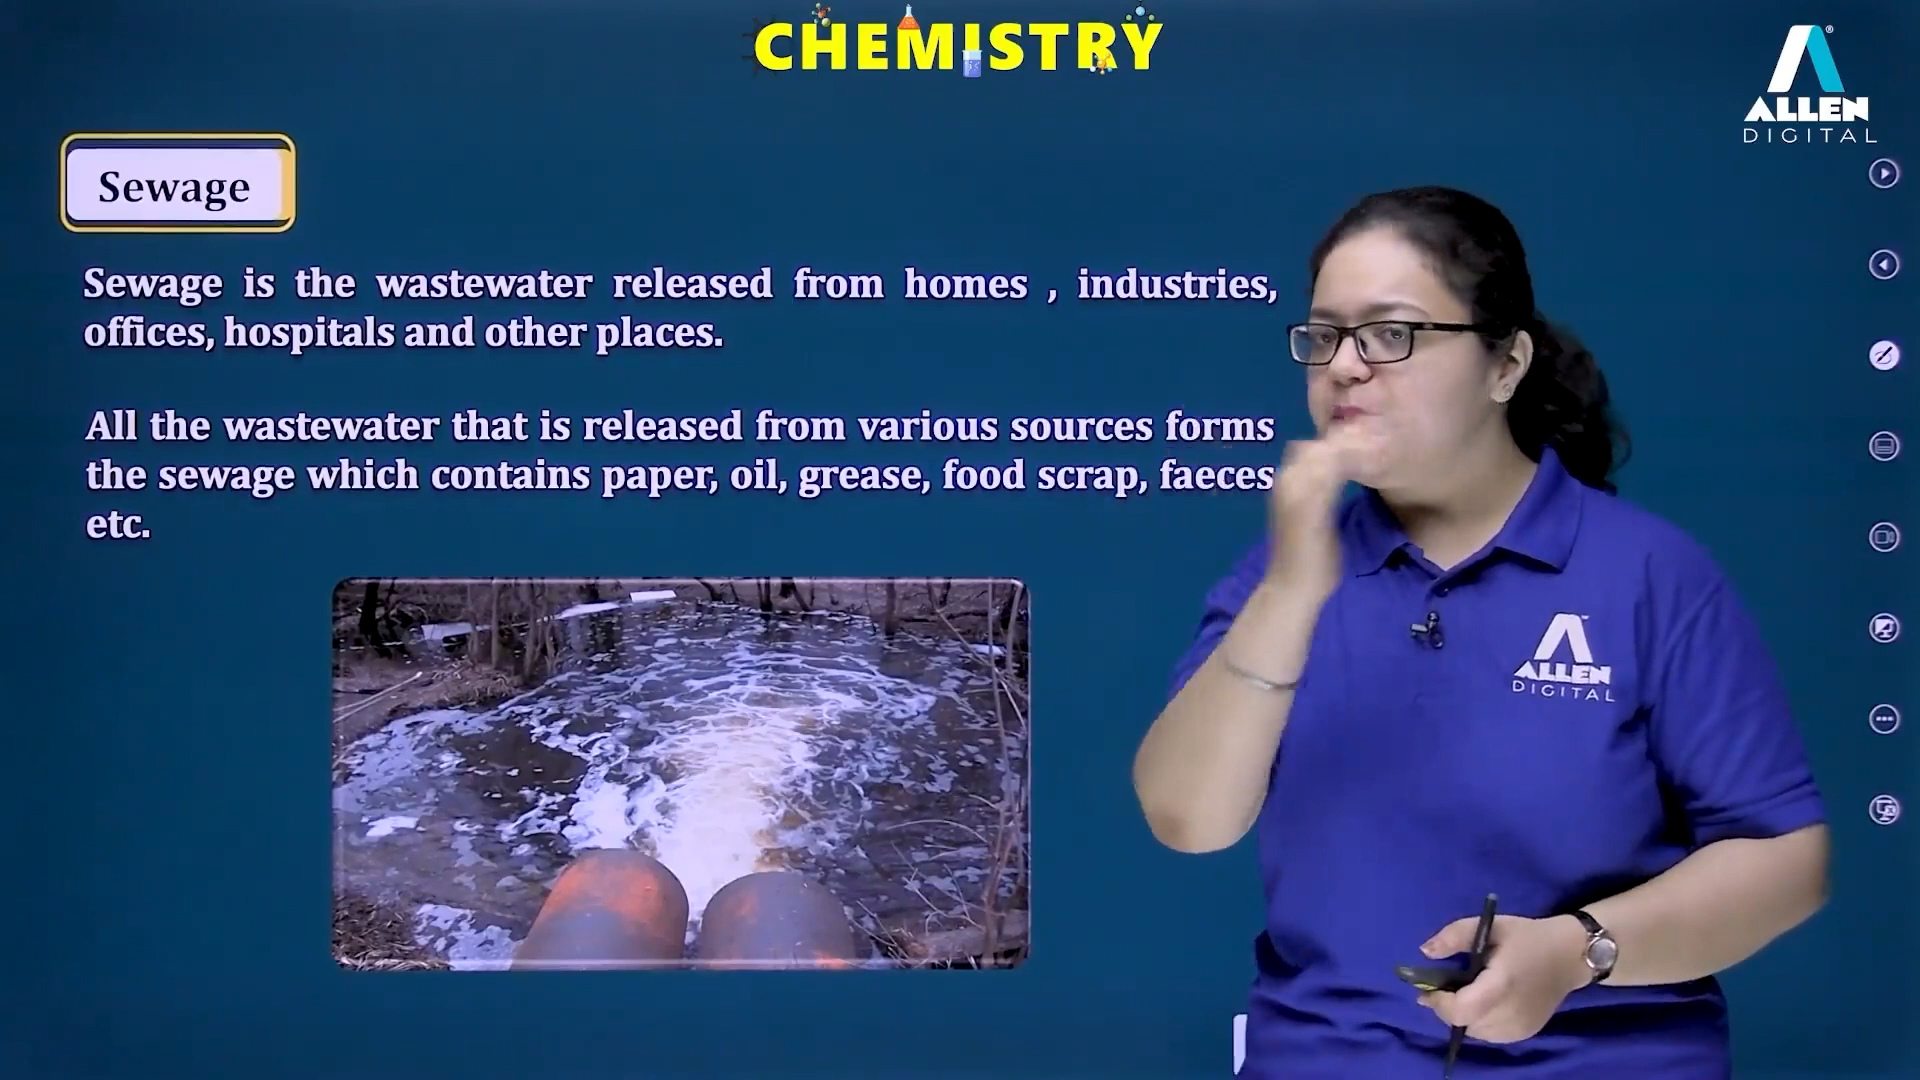 CHEMISTRY
ALLEN
DIGITAL
Sewage
Sewage is the wastewater released from homes , industries,
offices, hospitals and other places.
All the wastewater that is released from various sources forms
the sewage which contains paper, oil, grease, food scrap, faeces
etc.
ALLEN
DIGITAL